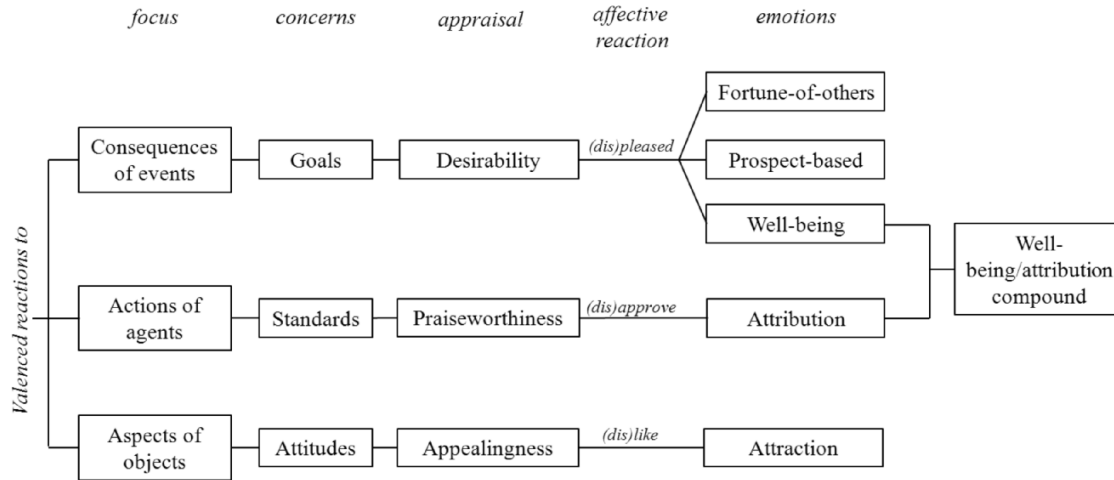 focus
concerns
appraisal
affective
reaction
emotions
Valenced reactions to
Consequences
of events
Goals
Desirability
(dis)pleased
Fortune-of-others
Prospect-based
Well-being
Well-
being/attribution
compound
Actions of
agents
Standards
Praiseworthiness
(dis)approve
Attribution
Aspects of
objects
Attitudes
Appealingness
(dis)like
Attraction